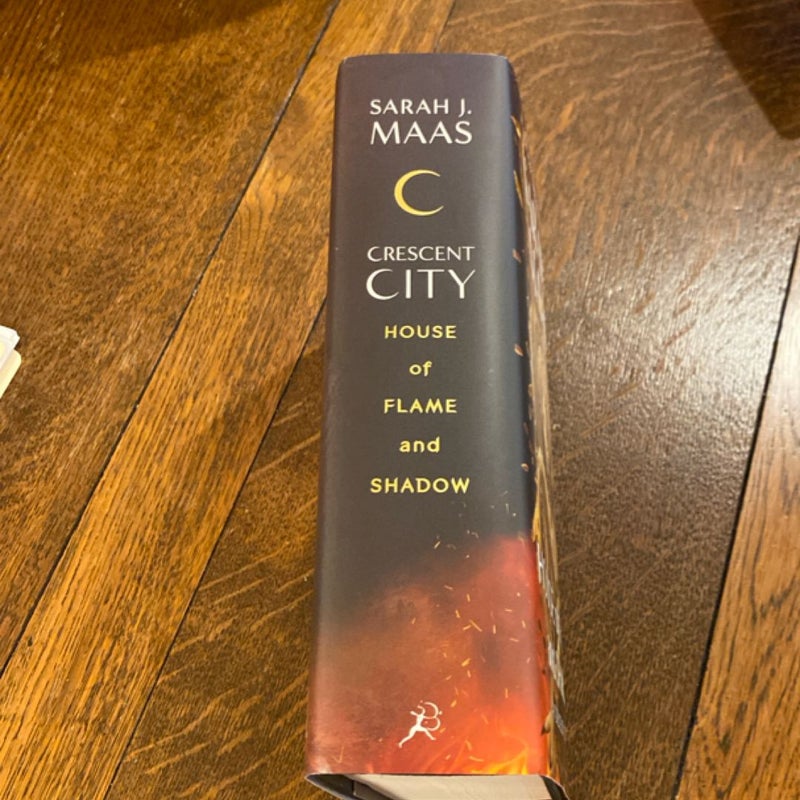 SARAH J.
MAAS
CRESCENT
CITY
HOUSE
of
FLAME
and
SHADOW